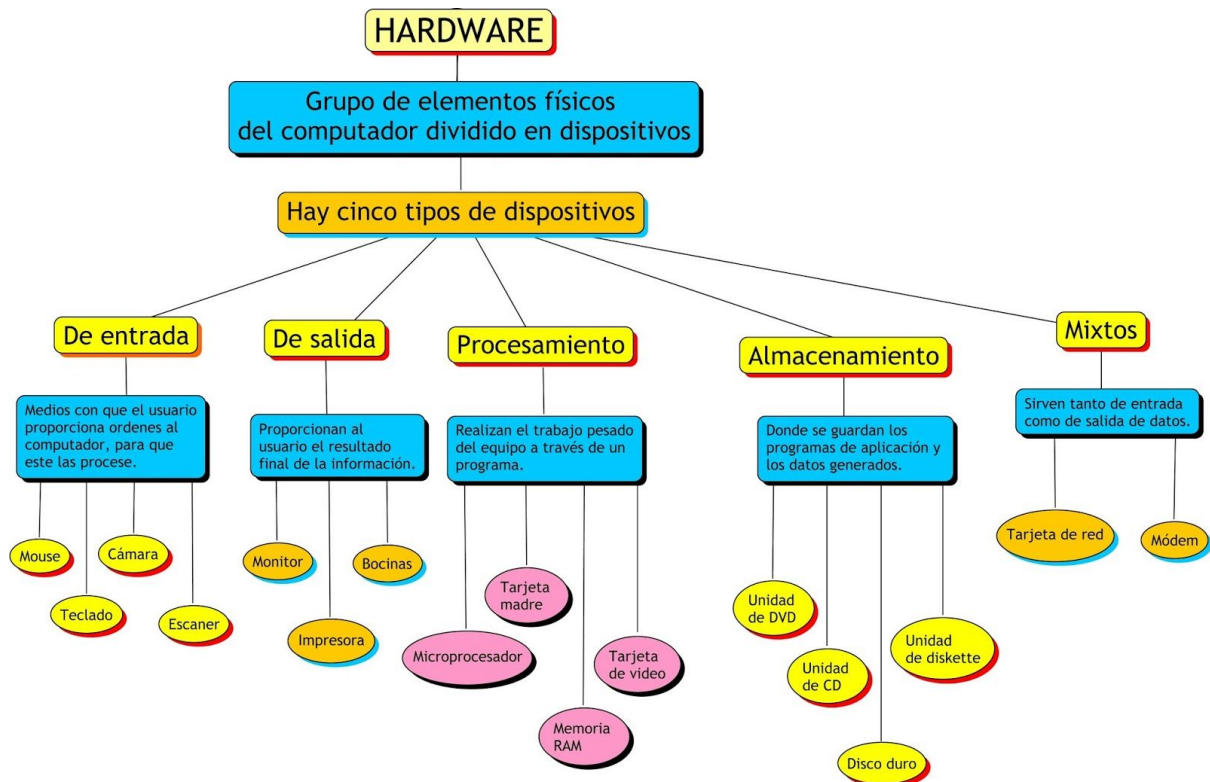 HARDWARE
Grupo de elementos físicos
del computador dividido en dispositivos
Hay cinco tipos de dispositivos
De entrada
Medios con que el usuario
proporciona ordenes al
computador, para que
este las procese.
Mouse
Teclado
Cámara
Escaner
De salida
Proporcionan al
usuario el resultado
final de la información.
Monitor
Impresora
Bocinas
Procesamiento
Realizan el trabajo pesado
del equipo a través de un
programa.
Microprocesador
Tarjeta
madre
Memoria
RAM
Tarjeta
de video
Almacenamiento
Donde se guardan los
programas de aplicación y
los datos generados.
Unidad
de DVD
Unidad
de CD
Disco duro
Unidad
de diskette
Mixtos
Sirven tanto de entrada
como de salida de datos.
Tarjeta de red
Módem